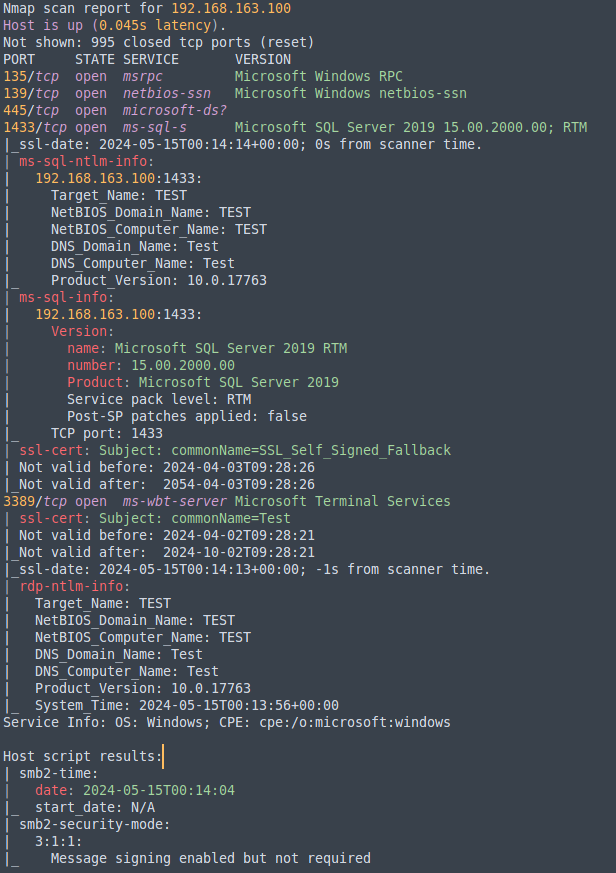 Nmap scan report for 192.168.163.100
Host is up (0.045s latency).
Not shown: 995 closed tcp ports (reset)
PORT     STATE SERVICE       VERSION
135/tcp  open  msrpc         Microsoft Windows RPC
139/tcp  open  netbios-ssn   Microsoft Windows netbios-ssn
445/tcp  open  microsoft-ds?
1433/tcp open  ms-sql-s      Microsoft SQL Server 2019 15.00.2000.00; RTM
|_ssl-date: 2024-05-15T00:14:14+00:00; 0s from scanner time.
| ms-sql-ntlm-info:
|   192.168.163.100:1433:
|     Target_Name: TEST
|     NetBIOS_Domain_Name: TEST
|     NetBIOS_Computer_Name: TEST
|     DNS_Domain_Name: Test
|     DNS_Computer_Name: Test
|_    Product_Version: 10.0.17763
| ms-sql-info:
|   192.168.163.100:1433:
|     Version:
|       name: Microsoft SQL Server 2019 RTM
|       number: 15.00.2000.00
|       Product: Microsoft SQL Server 2019
|       Service pack level: RTM
|       Post-SP patches applied: false
|_    TCP port: 1433
| ssl-cert: Subject: commonName=SSL_Self_Signed_Fallback
| Not valid before: 2024-04-03T09:28:26
|_Not valid after:  2054-04-03T09:28:26
3389/tcp open  ms-wbt-server Microsoft Terminal Services
| ssl-cert: Subject: commonName=Test
| Not valid before: 2024-04-02T09:28:21
|_Not valid after:  2024-10-02T09:28:21
|_ssl-date: 2024-05-15T00:14:13+00:00; -1s from scanner time.
| rdp-ntlm-info:
|   Target_Name: TEST
|   NetBIOS_Domain_Name: TEST
|   NetBIOS_Computer_Name: TEST
|   DNS_Domain_Name: Test
|   DNS_Computer_Name: Test
|   Product_Version: 10.0.17763
|_  System_Time: 2024-05-15T00:13:56+00:00
Service Info: OS: Windows; CPE: cpe:/o:microsoft:windows

Host script results:
| smb2-time:
|   date: 2024-05-15T00:14:04
|_  start_date: N/A
| smb2-security-mode:
|   3:1:1:
|_    Message signing enabled but not required